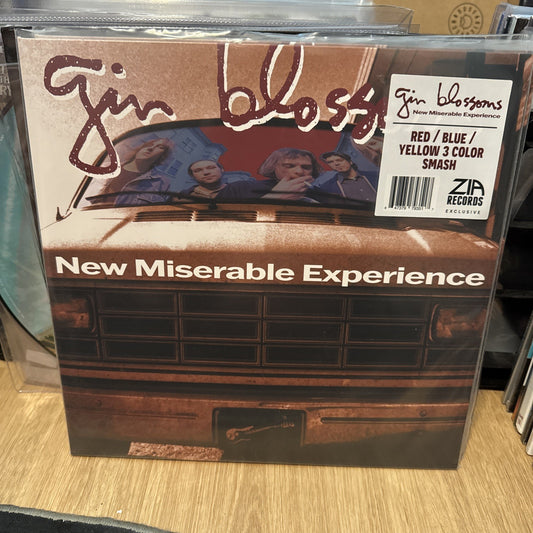 gin blossoms
gin blossoms
New Miserable Experience
RED / BLUE /
YELLOW 3 COLOR
SMASH
ZIA
RECORDS
EXCLUSIVE
New Miserable Experience